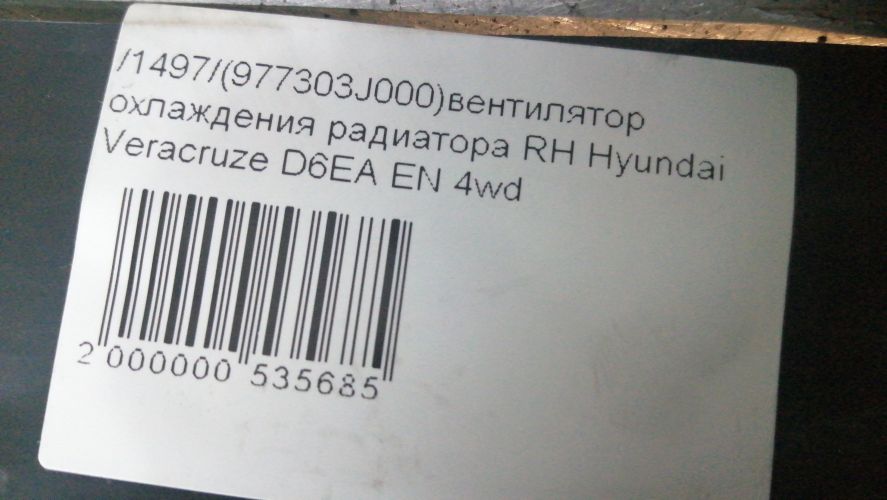 /1497/(977303J000)вентилятор
охлаждения радиатора RH Hyundai
Veracruze D6EA EN 4wd
2 000000 535685